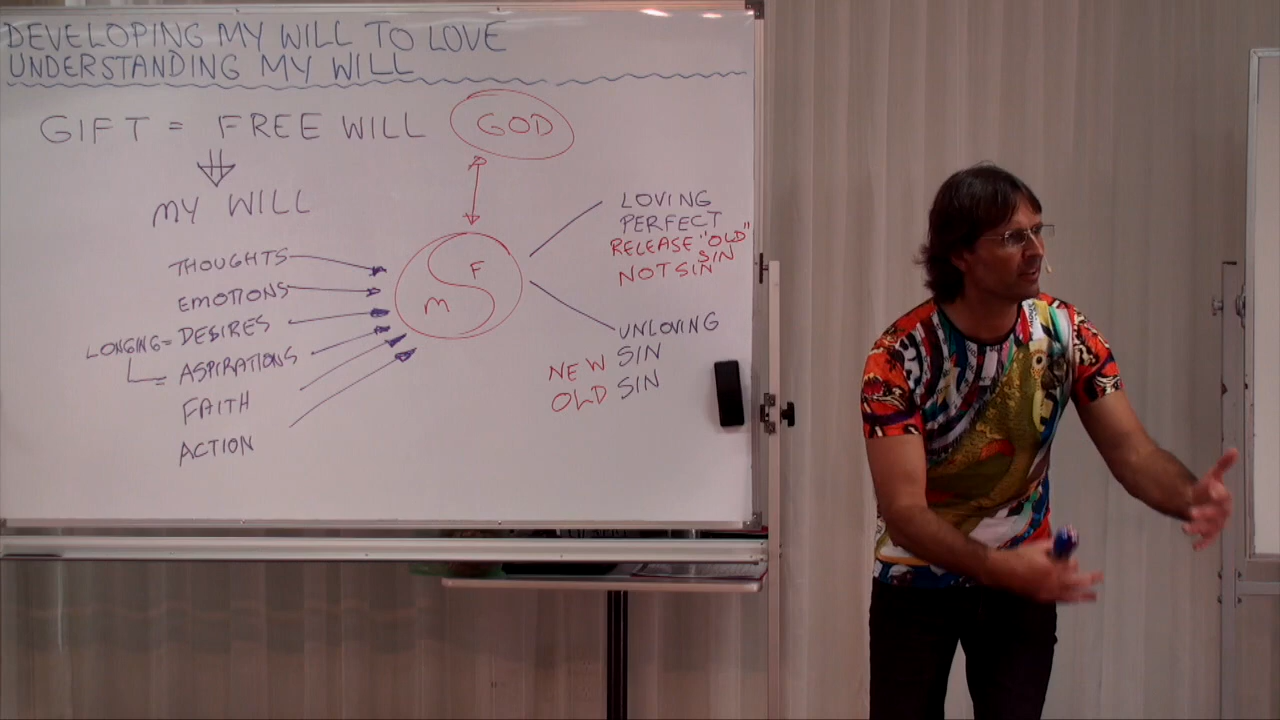 DEVELOPING MY WILL TO LOVE
UNDERSTANDING MY WILL
GIFT = FREE WILL
GOD
MY WILL
THOUGHTS
EMOTIONS
LONGING = DESIRES
= ASPIRATIONS
FAITH
ACTION
F
M
LOVING
PERFECT
RELEASE "OLD"
SIN
NOT SIN
UNLOVING
NEW SIN
OLD SIN